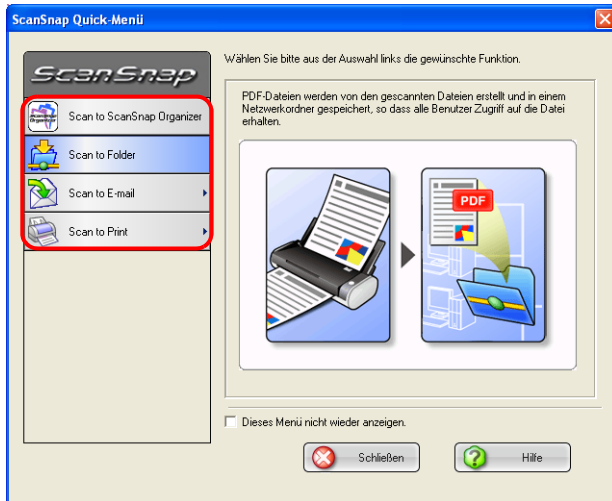 ScanSnap Quick-Menü
ScanSnap
Scan to ScanSnap Organizer
Scan to Folder
Scan to E-mail
Scan to Print
Wählen Sie bitte aus der Auswahl links die gewünschte Funktion.
PDF-Dateien werden von den gescannten Dateien erstellt und in einem
Netzwerkordner gespeichert, so dass alle Benutzer Zugriff auf die Datei
erhalten.
PDF
Dieses Menü nicht wieder anzeigen.
Schließen
Hilfe